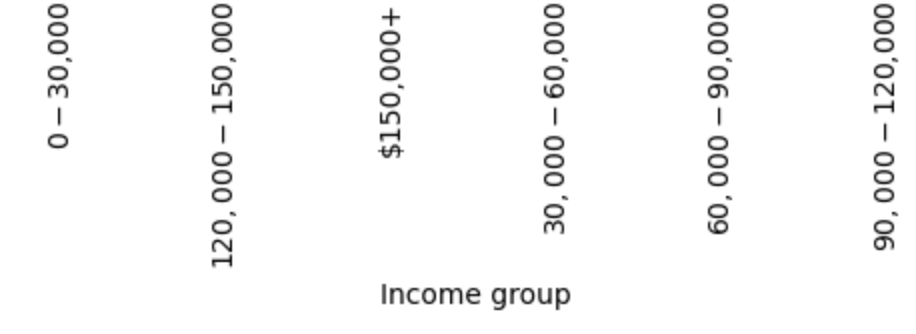 0 − 30,000
120, 000 − 150,000
$150,000+
30, 000 − 60,000
60, 000 − 90,000
90, 000 − 120,000
Income group